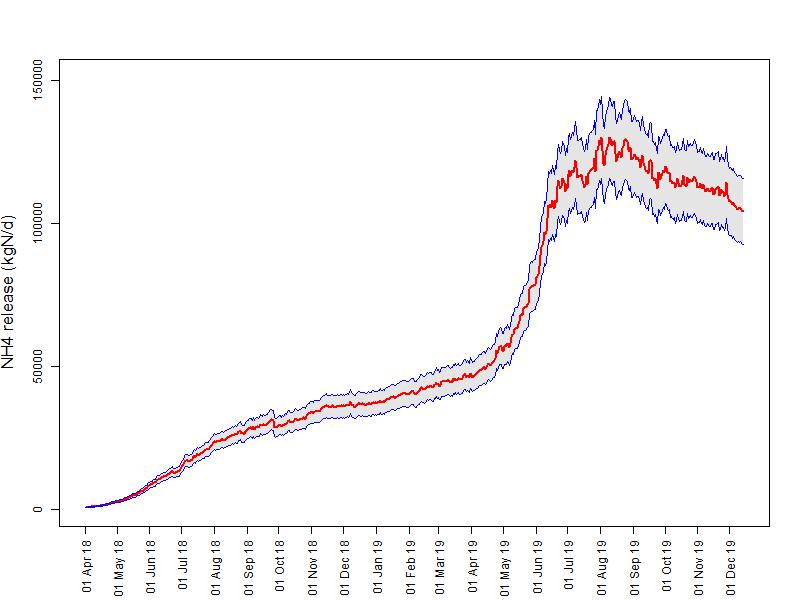 NH4 release (kgN/d)
150000
100000
50000
0
01 Apr 18
01 May 18
01 Jun 18
01 Jul 18
01 Aug 18
01 Sep 18
01 Oct 18
01 Nov 18
01 Dec 18
01 Jan 19
01 Feb 19
01 Mar 19
01 Apr 19
01 May 19
01 Jun 19
01 Jul 19
01 Aug 19
01 Sep 19
01 Oct 19
01 Nov 19
01 Dec 19